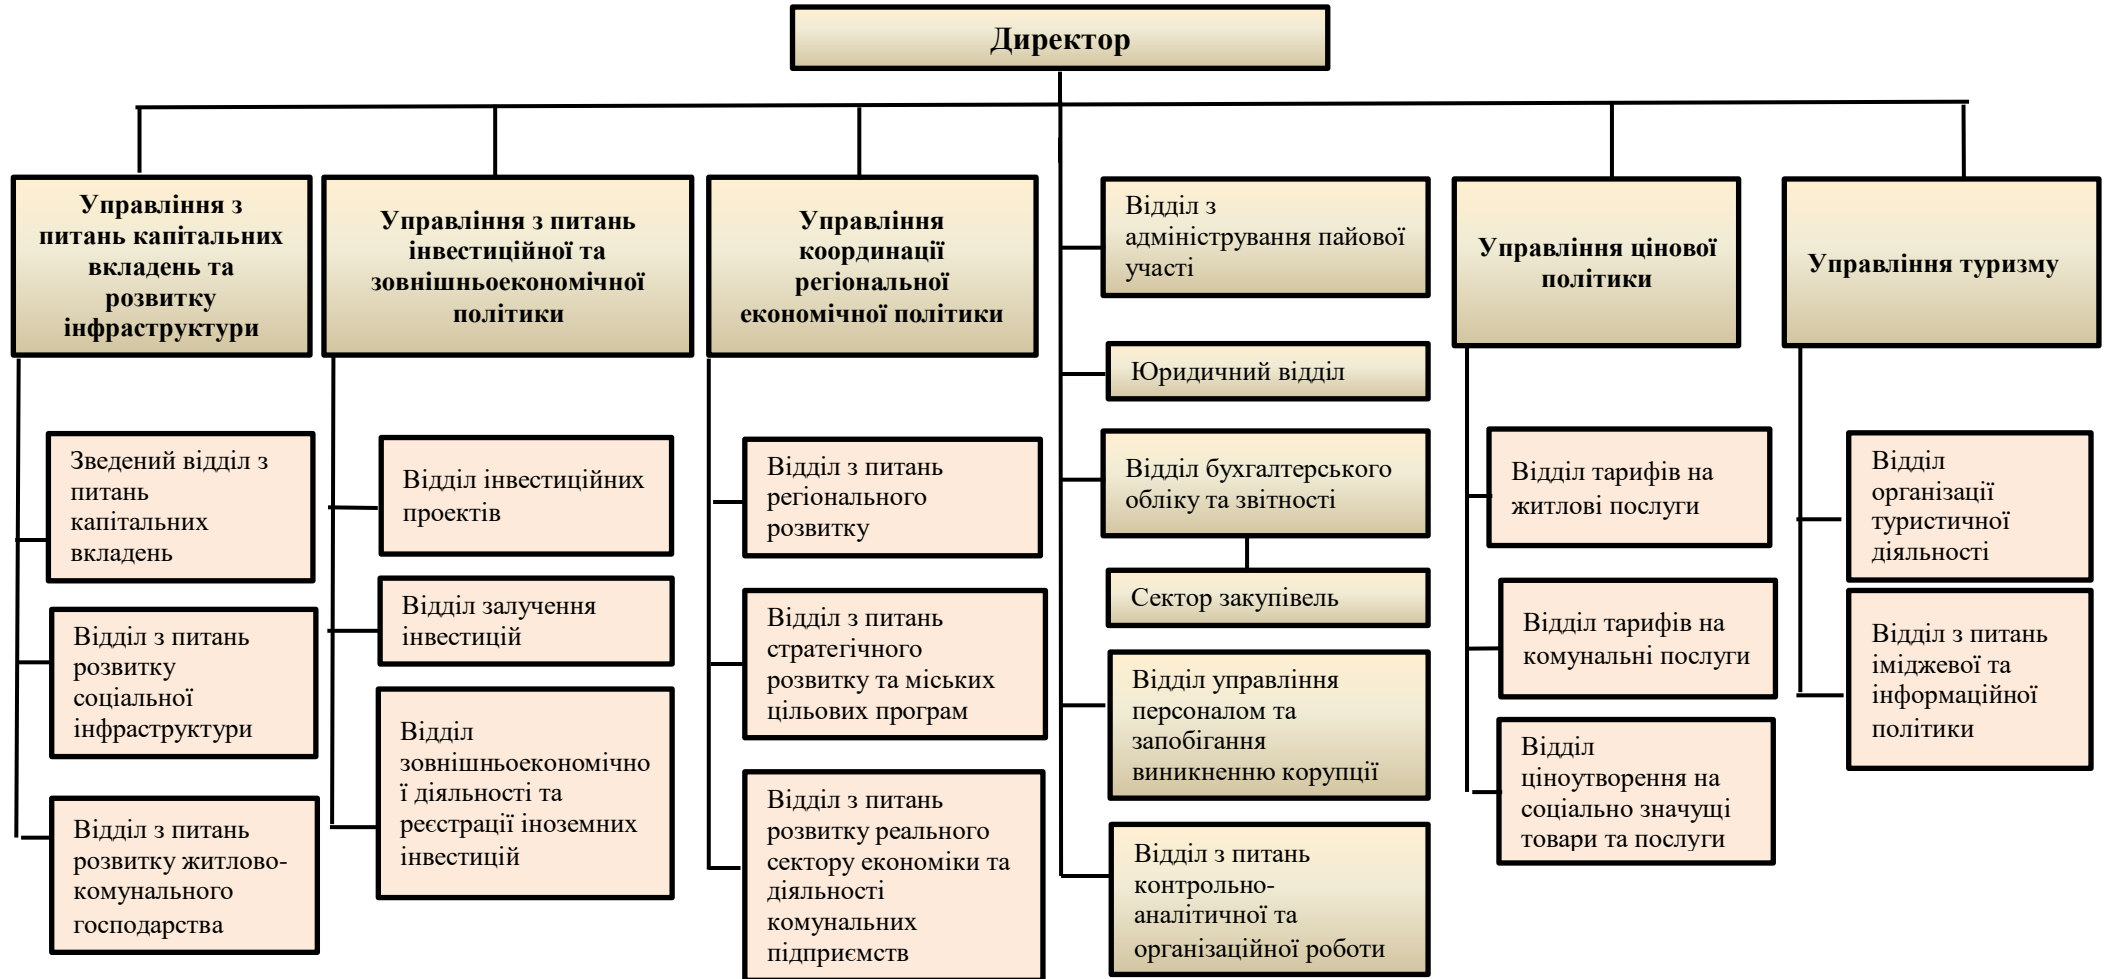 Директор
Управління з
питань капітальних
вкладень та
розвитку
інфраструктури
Управління з питань
інвестиційної та
зовнішньоекономічної
політики
Управління
координації
регіональної
економічної політики
Відділ з
адміністрування пайової
участі
Управління цінової
політики
Управління туризму
Зведений відділ з
питань
капітальних
вкладень
Відділ з питань
розвитку
соціальної
інфраструктури
Відділ з питань
розвитку житлово-
комунального
господарства
Відділ інвестиційних
проектів
Відділ залучення
інвестицій
Відділ
зовнішньоекономічно
ї діяльності та
реєстрації іноземних
інвестицій
Відділ з питань
регіонального
розвитку
Відділ з питань
стратегічного
розвитку та міських
цільових програм
Відділ з питань
розвитку реального
сектору економіки та
діяльності
комунальних
підприємств
Юридичний відділ
Відділ бухгалтерського
обліку та звітності
Сектор закупівель
Відділ управління
персоналом та
запобігання
виникненню корупції
Відділ з питань
контрольно-
аналітичної та
організаційної роботи
Відділ тарифів на
житлові послуги
Відділ тарифів на
комунальні послуги
Відділ
ціноутворення на
соціально значущі
товари та послуги
Відділ
організації
туристичної
діяльності
Відділ з питань
іміджевої та
інформаційної
політики